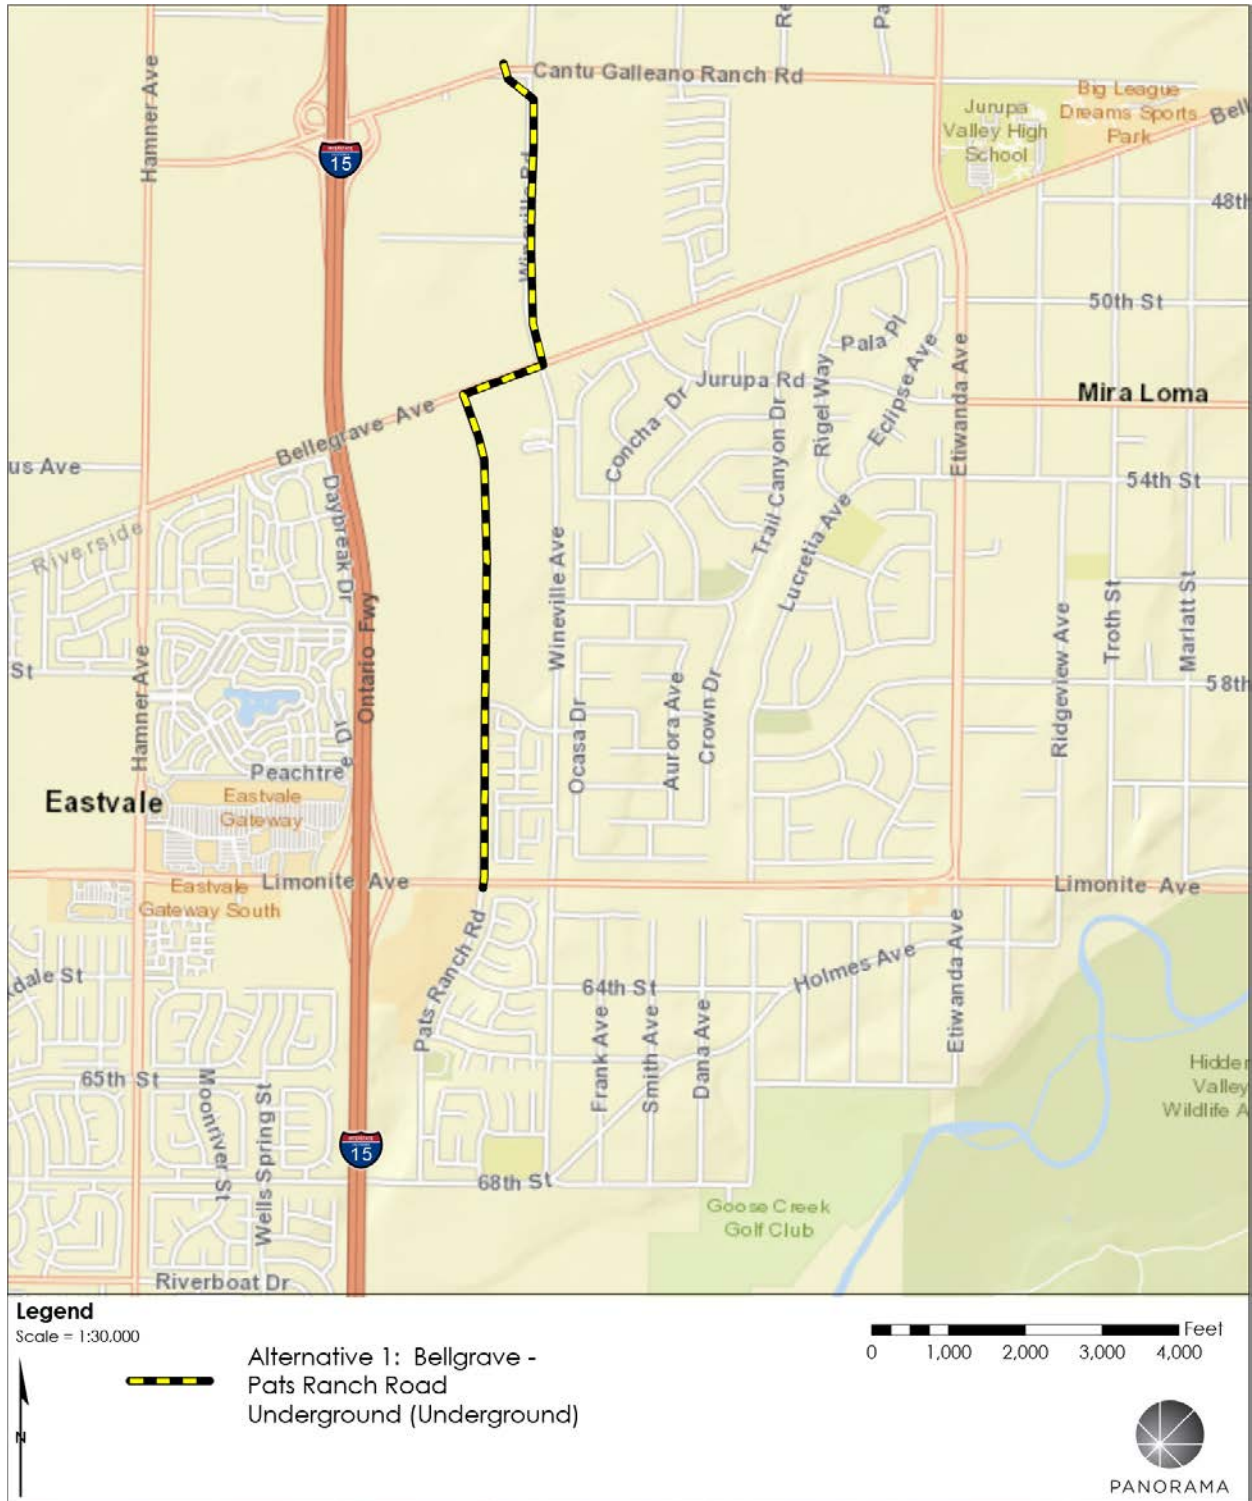 Re
Pa
Cantu Galleano Ranch Rd
Hamner Ave
Big League
Dreams Sports
Park
Bell
Jurupa
Valley High
School
15
48th
50th St
Pala Pl
Eclipse Ave
Etiwanda Ave
Jurupa Rd
Rigel Way
Mira Loma
Concha Dr
Trail Canyon Dr
Bellegrave Ave
us Ave
54th St
Riverside
Daybreak Dr
Lucretia Ave
Wineville Ave
Ontario Fwy
Troth St
Marlatt St
Ridgeview Ave
St
58th
Hamner Ave
Aurora Ave
Crown Dr
Ocasa Dr
Peachtree
Dr
Eastvale
Eastvale
Gateway
Limonite Ave
Limonite Ave
Eastvale
Gateway South
Pats Ranch Rd
Holmes Ave
Etiwanda Ave
dale St
64th St
Frank Ave
Smith Ave
Dana Ave
65th St
Moonriver St
Wells Spring St
Hidden
Valley
Wildlife A
15
68th St
Goose Creek
Golf Club
Riverboat Dr
Legend
Scale = 1:30,000
N
Alternative 1: Bellgrave -
Pats Ranch Road
Underground (Underground)
Feet
0 1,000 2,000 3,000 4,000
PANORAMA